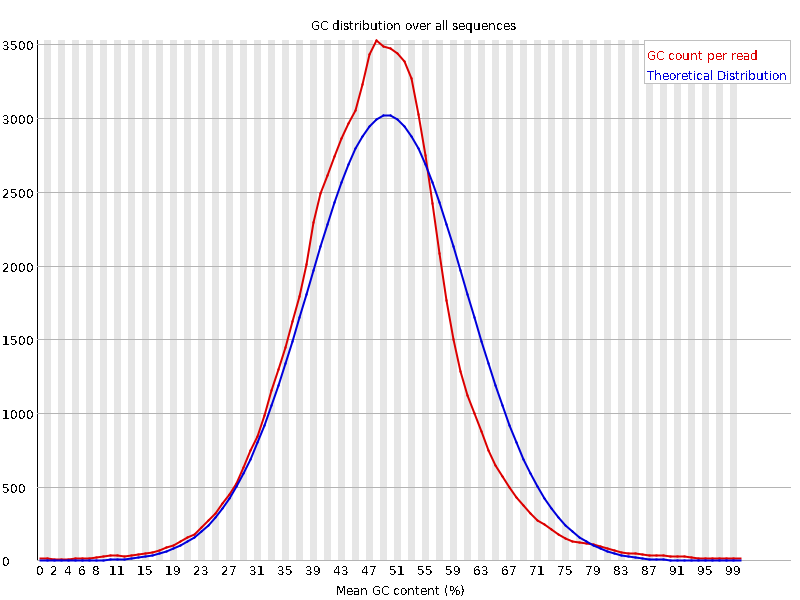 GC distribution over all sequences
GC count per read
Theoretical Distribution
3500
3000
2500
2000
1500
1000
500
0
0 2 4 6 8 11 15 19 23 27 31 35 39 43 47 51 55 59 63 67 71 75 79 83 87 91 95 99
Mean GC content (%)